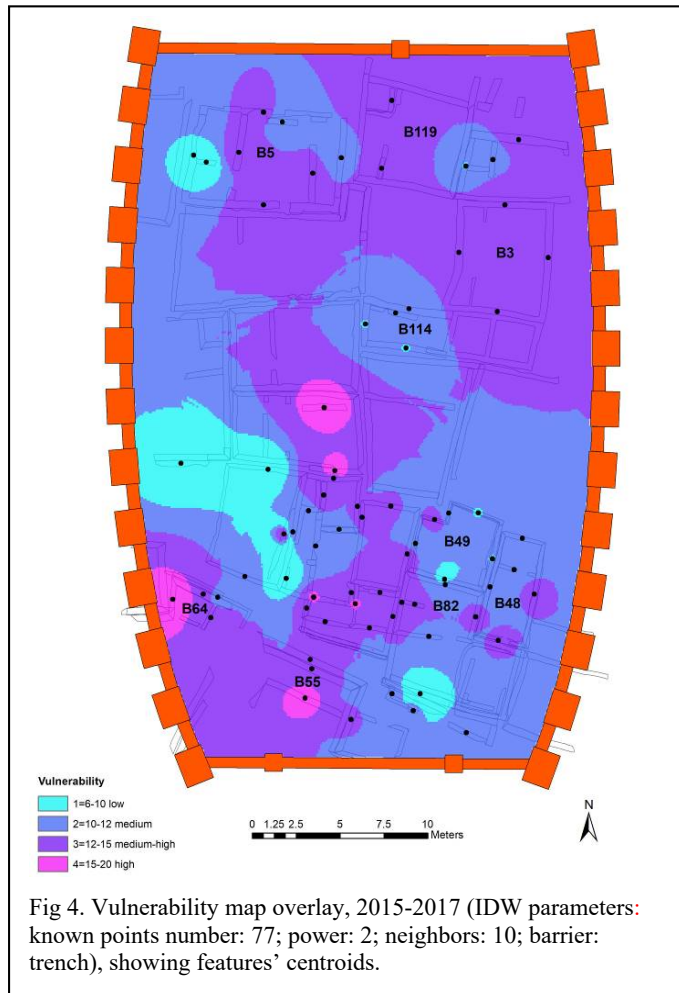 B5
B119
B3
B114
B49
B64
B82
B48
B55
Vulnerability
1=6-10 low
2=10-12 medium
3=12-15 medium-high
4=15-20 high
0 1.25 2.5 5 7.5 10
Meters
N
Fig 4. Vulnerability map overlay, 2015-2017 (IDW parameters:
known points number: 77; power: 2; neighbors: 10; barrier:
trench), showing features’ centroids.